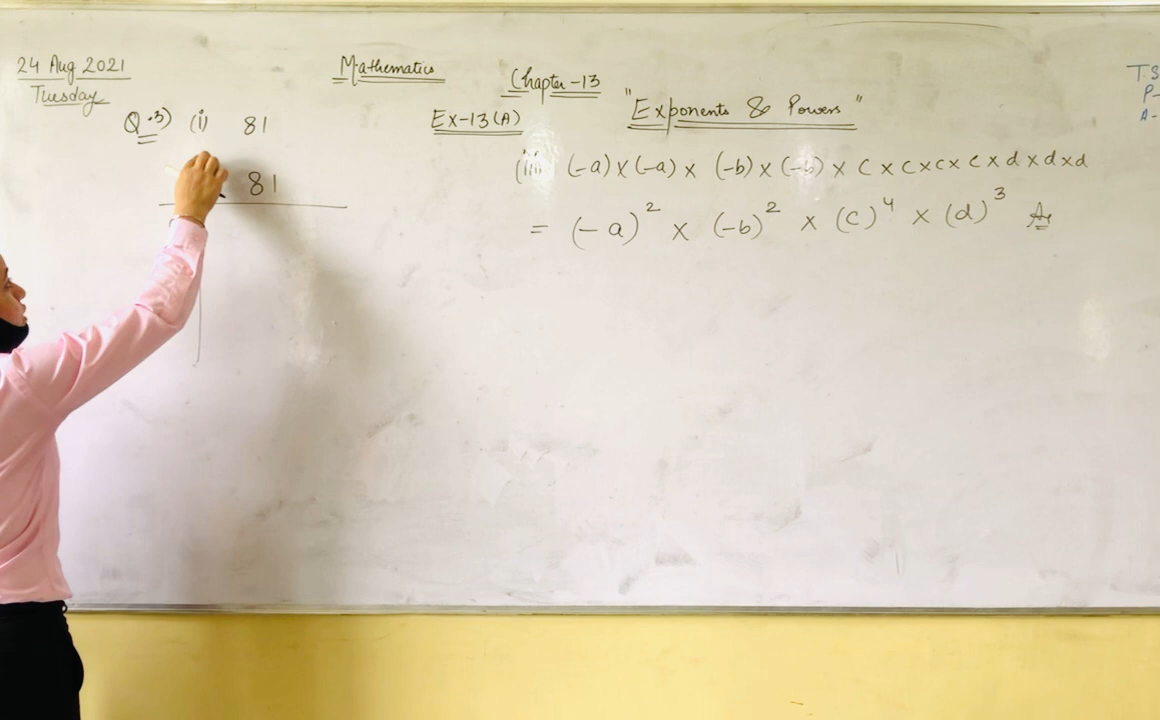 24 Aug 2021
Tuesday
Mathematics
Chapter-13
"Exponents & Powers"
Ex-13(A)
T.S
P-
A-
Q.3) (i) 81
81
(iii) (-a)×(-a)× (-b)×(-b)× c×c×c×c×d×d×d
= (-a)² × (-b)² × (c)⁴ × (d)³